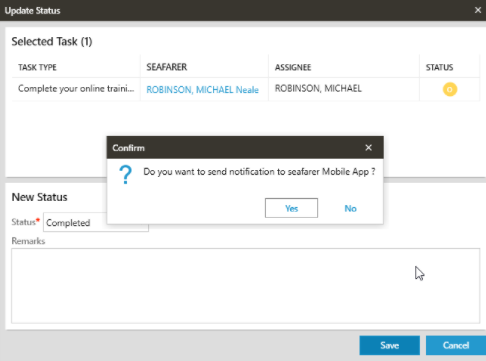 Update Status
Selected Task (1)
TASK TYPE SEAFARER ASSIGNEE STATUS
Complete your online traini... ROBINSON, MICHAEL Neale ROBINSON, MICHAEL
Confirm
Do you want to send notification to seafarer Mobile App ?
Yes No
New Status
Status* Completed
Remarks
Save Cancel